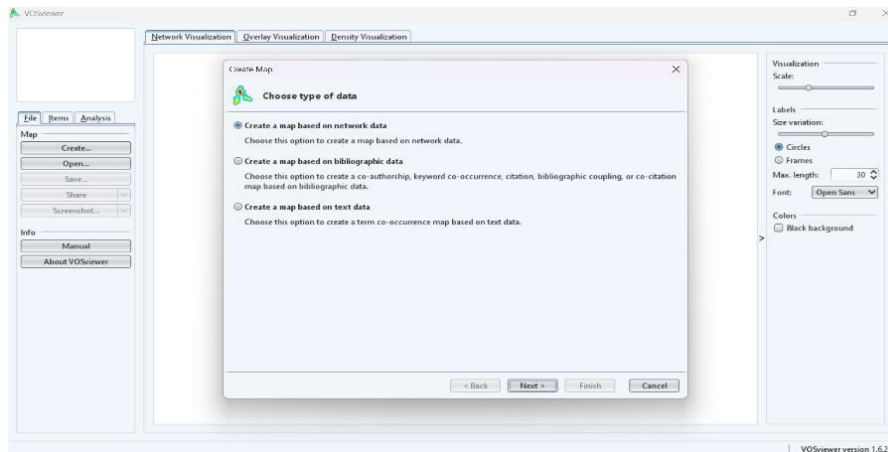 VOSviewer
Network Visualization Overlay Visualization Density Visualization
File Items Analysis
Map
Create...
Open...
Save...
Share
Screenshot...
Info
Manual
About VOSviewer
Create Map
Choose type of data
Create a map based on network data
Choose this option to create a map based on network data.
Create a map based on bibliographic data
Choose this option to create a co-authorship, keyword co-occurrence, citation, bibliographic coupling, or co-citation
map based on bibliographic data.
Create a map based on text data
Choose this option to create a term co-occurrence map based on text data.
< Back Next > Finish Cancel
Visualization
Scale:
Labels
Size variation:
Circles
Frames
Max. length: 30
Font: Open Sans
Colors
Black background
>
VOSviewer version 1.6.2